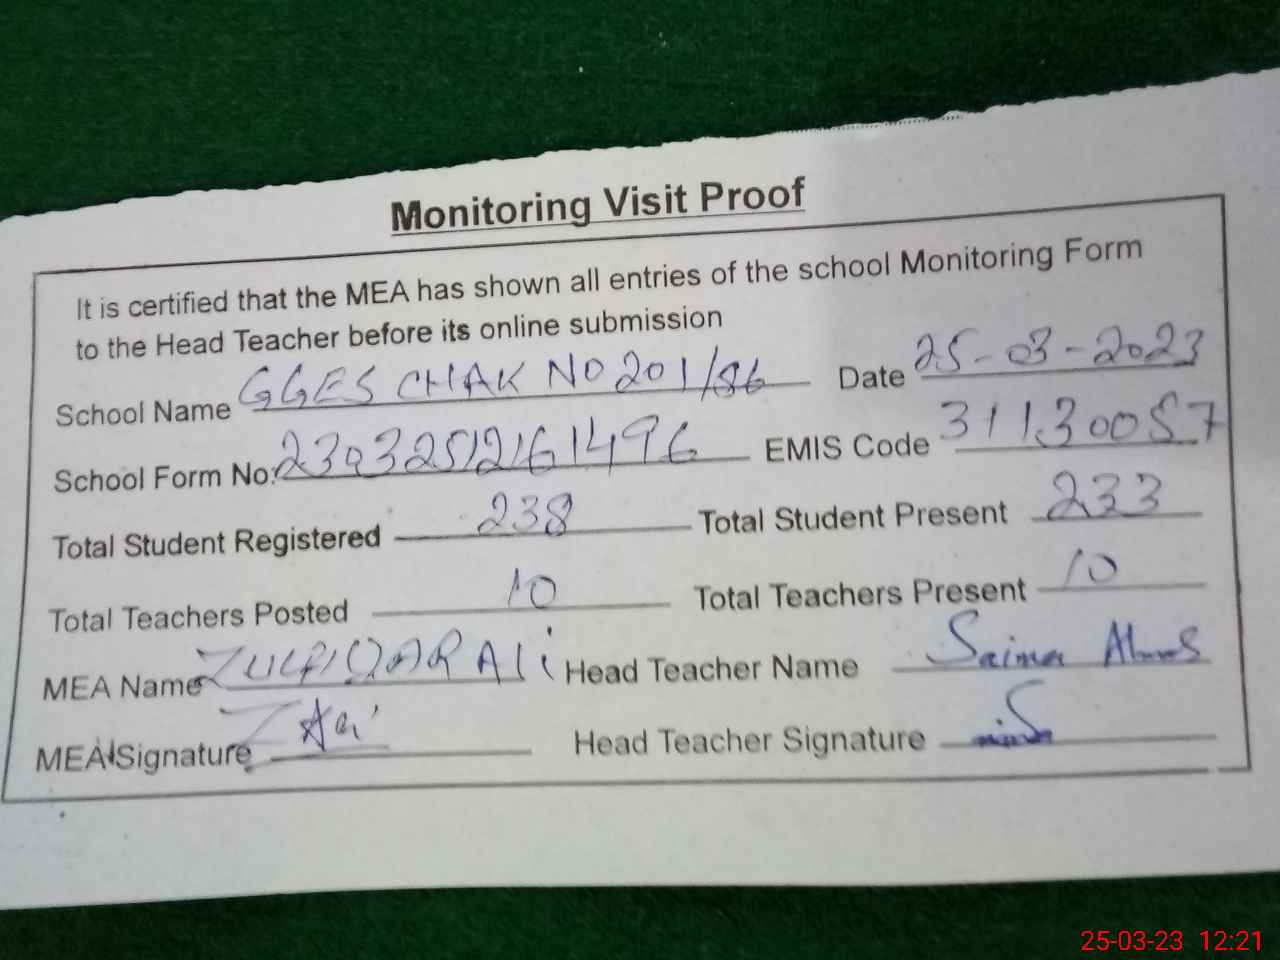 Monitoring Visit Proof
It is certified that the MEA has shown all entries of the school Monitoring Form
to the Head Teacher before its online submission
School Name GGES CHAK NO 201/86 Date 25-03-2023
School Form No: 2303251261496 EMIS Code 31130057
Total Student Registered 238 Total Student Present 233
Total Teachers Posted 10 Total Teachers Present 10
MEA Name ZULFIQAR Ali Head Teacher Name Saima
MEA Signature Head Teacher Signature
25-03-23 12:21